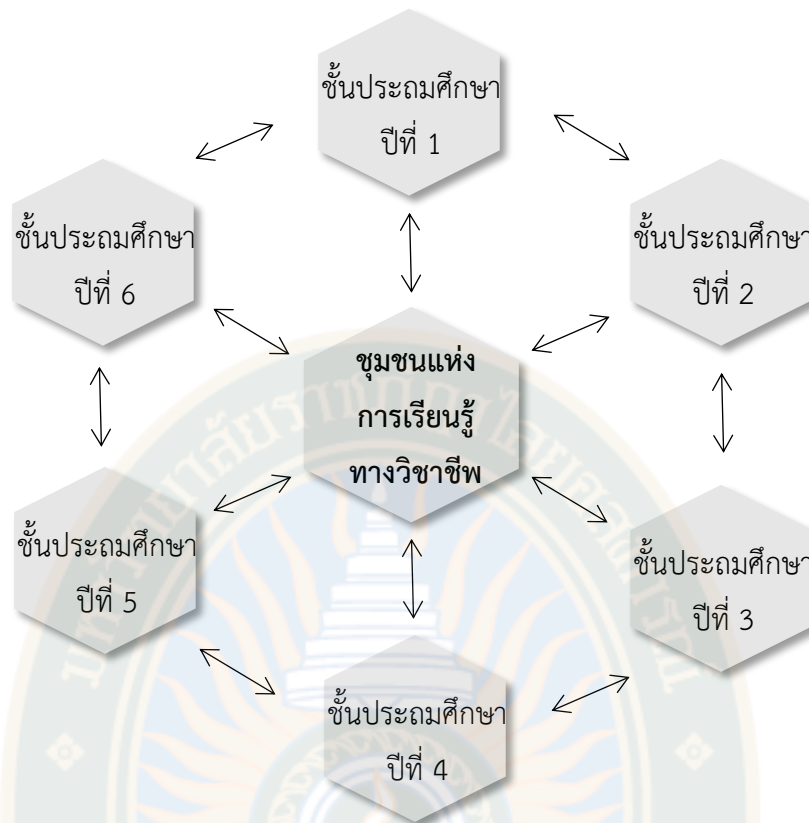 ชั้นประถมศึกษา
ปีที่ 1
ชั้นประถมศึกษา
ปีที่ 6
ชั้นประถมศึกษา
ปีที่ 2
ชุมชนแห่ง
การเรียนรู้
ทางวิชาชีพ
ชั้นประถมศึกษา
ปีที่ 5
ชั้นประถมศึกษา
ปีที่ 3
ชั้นประถมศึกษา
ปีที่ 4